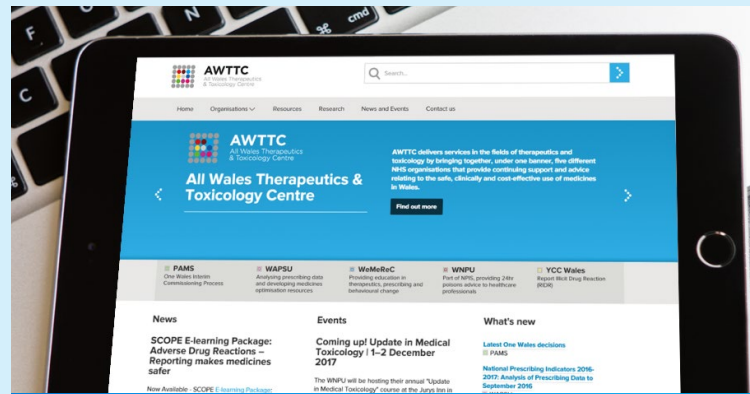 F
C
cmd
⌘
AWTTC
All Wales Therapeutics
& Toxicology Centre
Search...
Home Organisations Resources Research News and Events Contact us
AWTTC
All Wales Therapeutics
& Toxicology Centre
All Wales Therapeutics &
Toxicology Centre
AWTTC delivers services in the fields of therapeutics and
toxicology by bringing together, under one banner, five different
NHS organisations that provide continuing support and advice
relating to the safe, clinically and cost-effective use of medicines
in Wales.
Find out more
PAMS
One Wales Interim
Commissioning Process
WAPSU
Analysing prescribing data
and developing medicines
optimisation resources
WeMeReC
Providing education in
therapeutics, prescribing and
behavioural change
WNPU
Part of NPIS, providing 24hr
poisons advice to healthcare
professionals
YCC Wales
Report Illicit Drug Reaction
(RIDR)
News
SCOPE E-learning Package:
Adverse Drug Reactions –
Reporting makes medicines
safer
Now Available - SCOPE E-learning Package:
Events
Coming up! Update in Medical
Toxicology | 1–2 December
2017
The WNPU will be hosting their annual "Update
in Medical Toxicology" course at the Jurys Inn in
What's new
Latest One Wales decisions
PAMS
National Prescribing Indicators 2016-
2017: Analysis of Prescribing Data to
September 2016